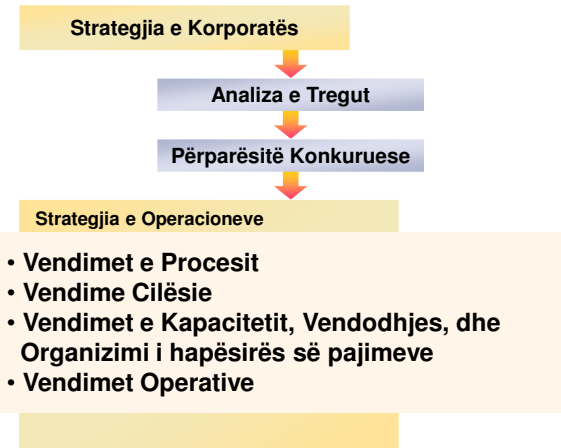 Strategjia e Korporatës
Analiza e Tregut
Përparësitë Konkuruese
Strategjia e Operacioneve
• Vendimet e Procesit
• Vendime Cilësie
• Vendimet e Kapacitetit, Vendodhjes, dhe
Organizimi i hapësirës së pajimeve
• Vendimet Operative